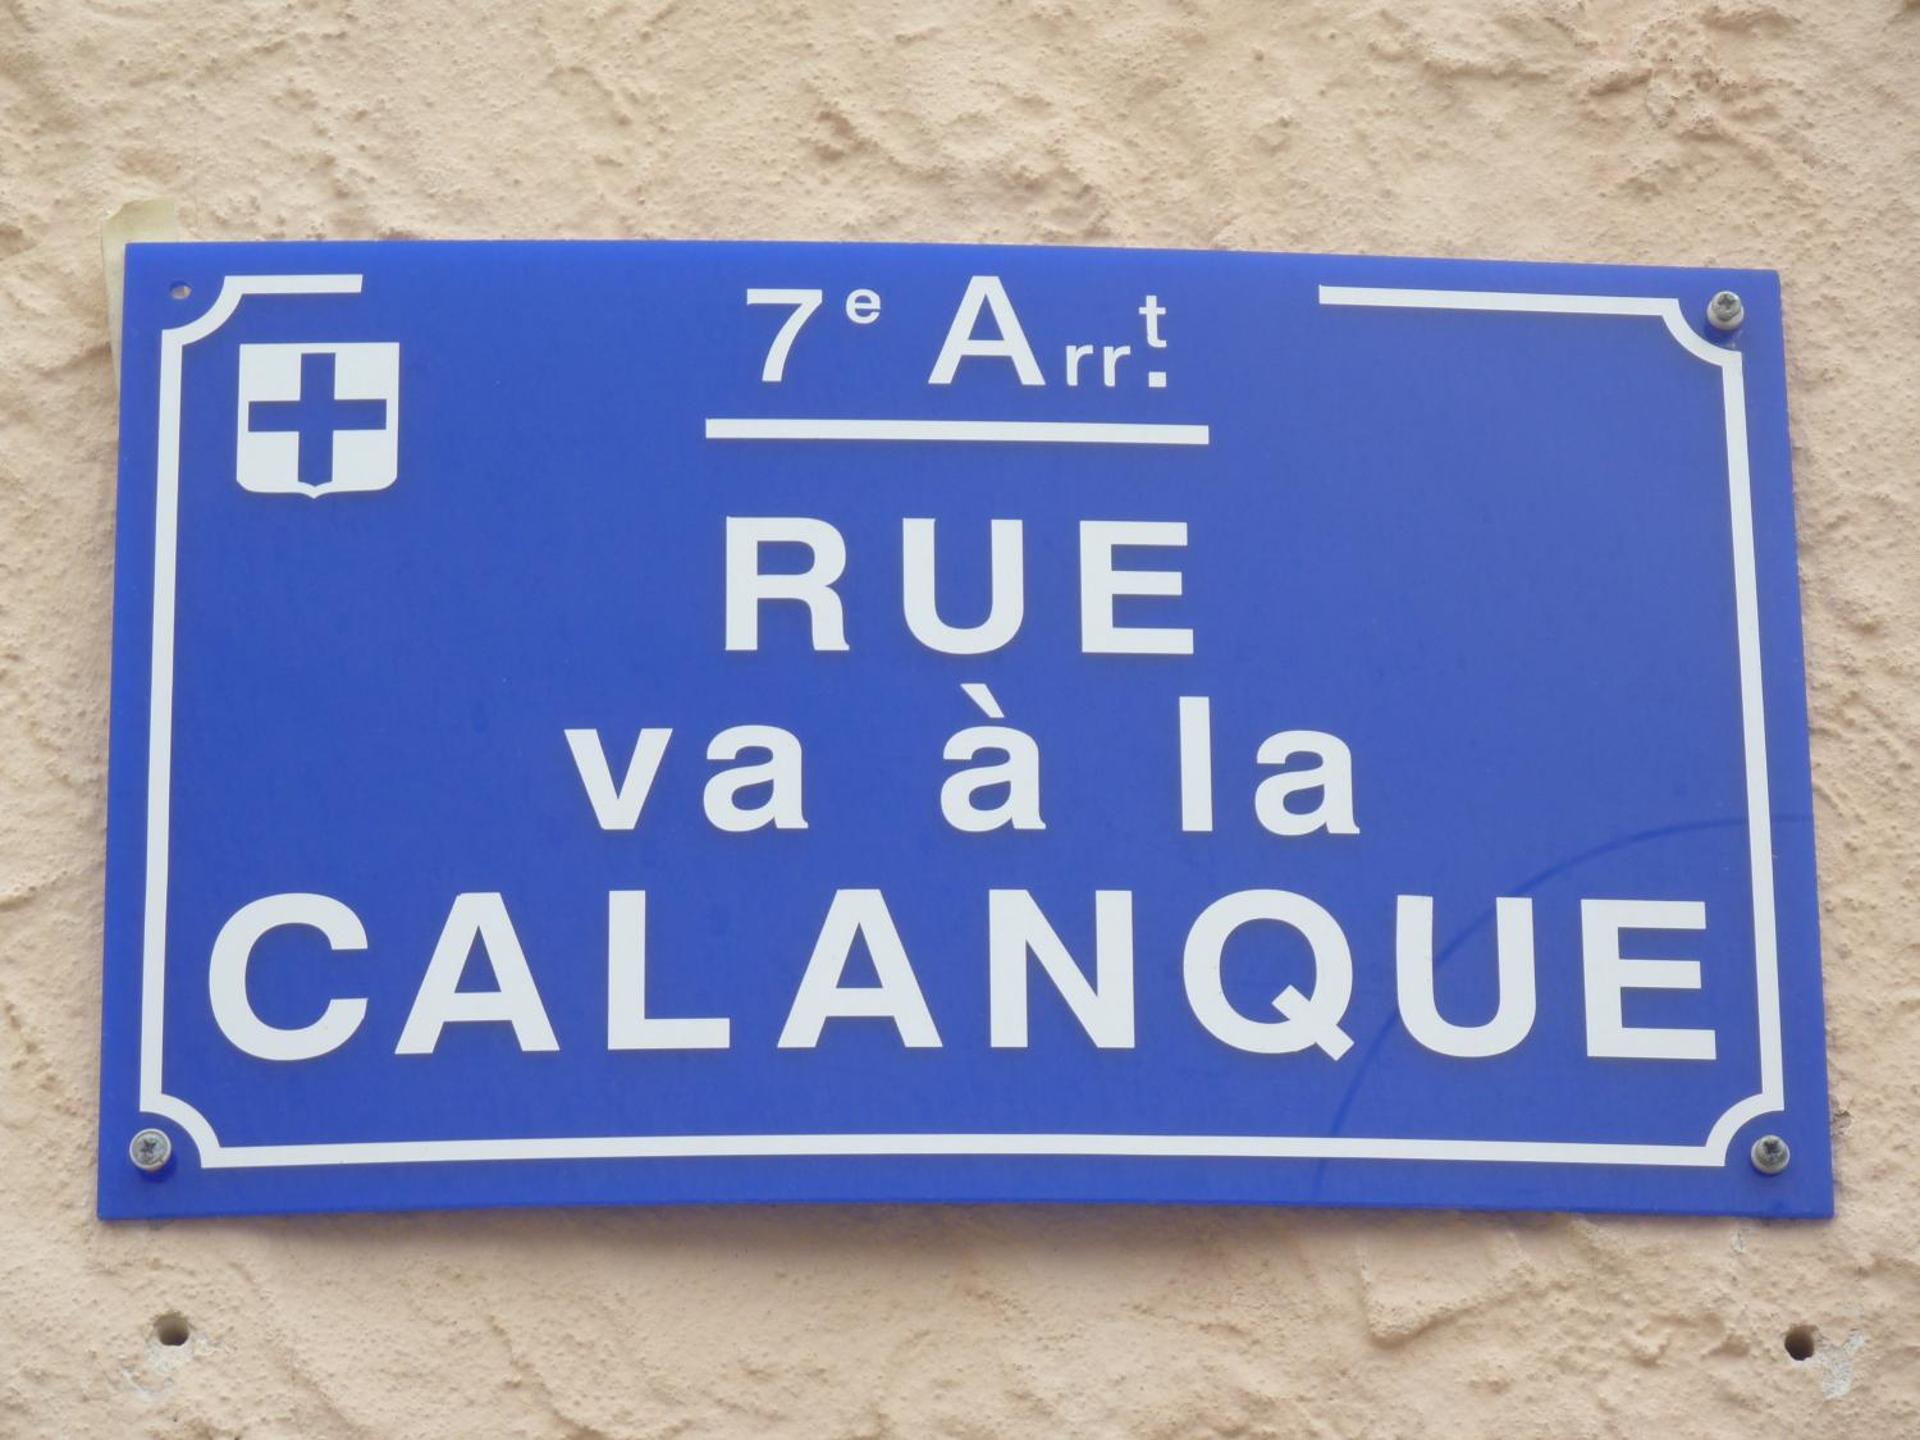 7e Arrt.
RUE
va à la
CALANQUE